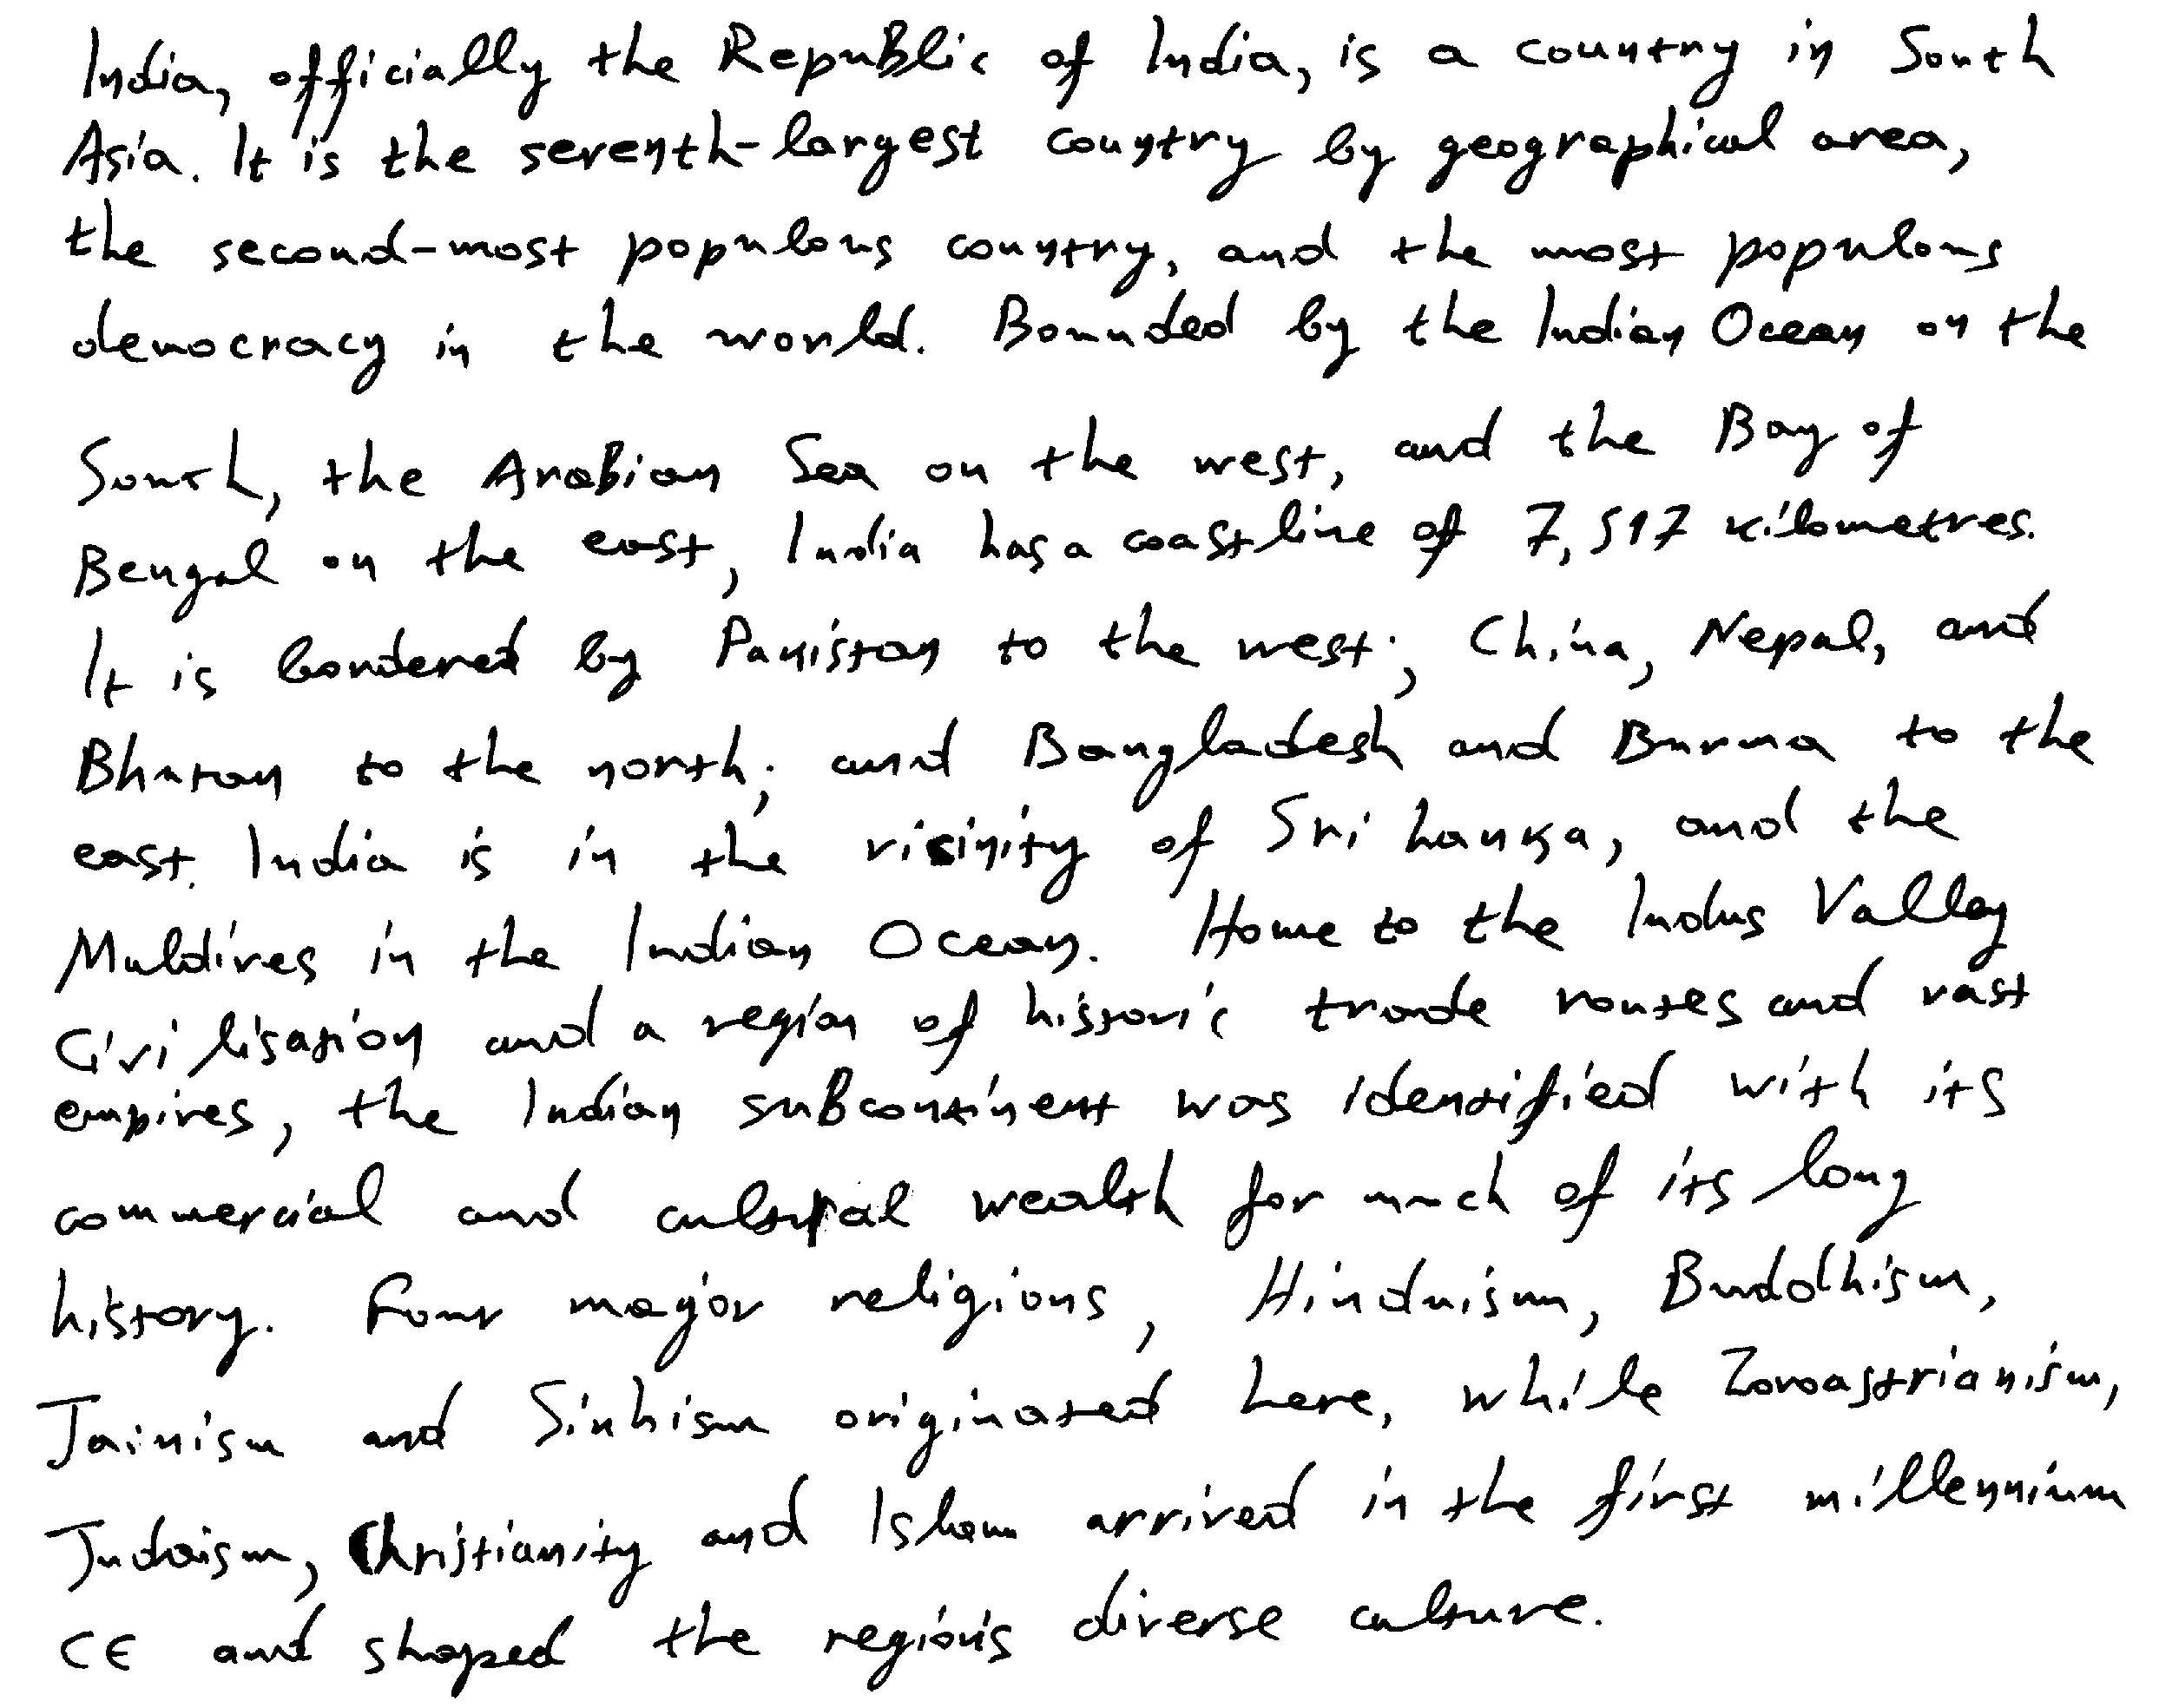 India, officially the Republic of India, is a country in South
Asia. It is the seventh-largest country by geographical area,
the second-most populous country, and the most populous
democracy in the world. Bounded by the Indian Ocean on the
South, the Arabian Sea on the west, and the Bay of
Bengal on the east, India has a coastline of 7,517 kilometres.
It is bordered by Pakistan to the west; China, Nepal, and
Bhutan to the north; and Bangladesh and Burma to the
east. India is in the vicinity of Sri Lanka, and the
Muldives in the Indian Ocean. Home to the Indus Valley
Civilisation and a region of historic trade routes and vast
empires, the Indian subcontinent was identified with its
commercial and cultural wealth for much of its long
history. Four major religions, Hinduism, Buddhism,
Jainism and Sikhism originated here, while Zoroastrianism,
Judaism, Christianity and Islam arrived in the first millennium
CE and shaped the region's diverse culture.